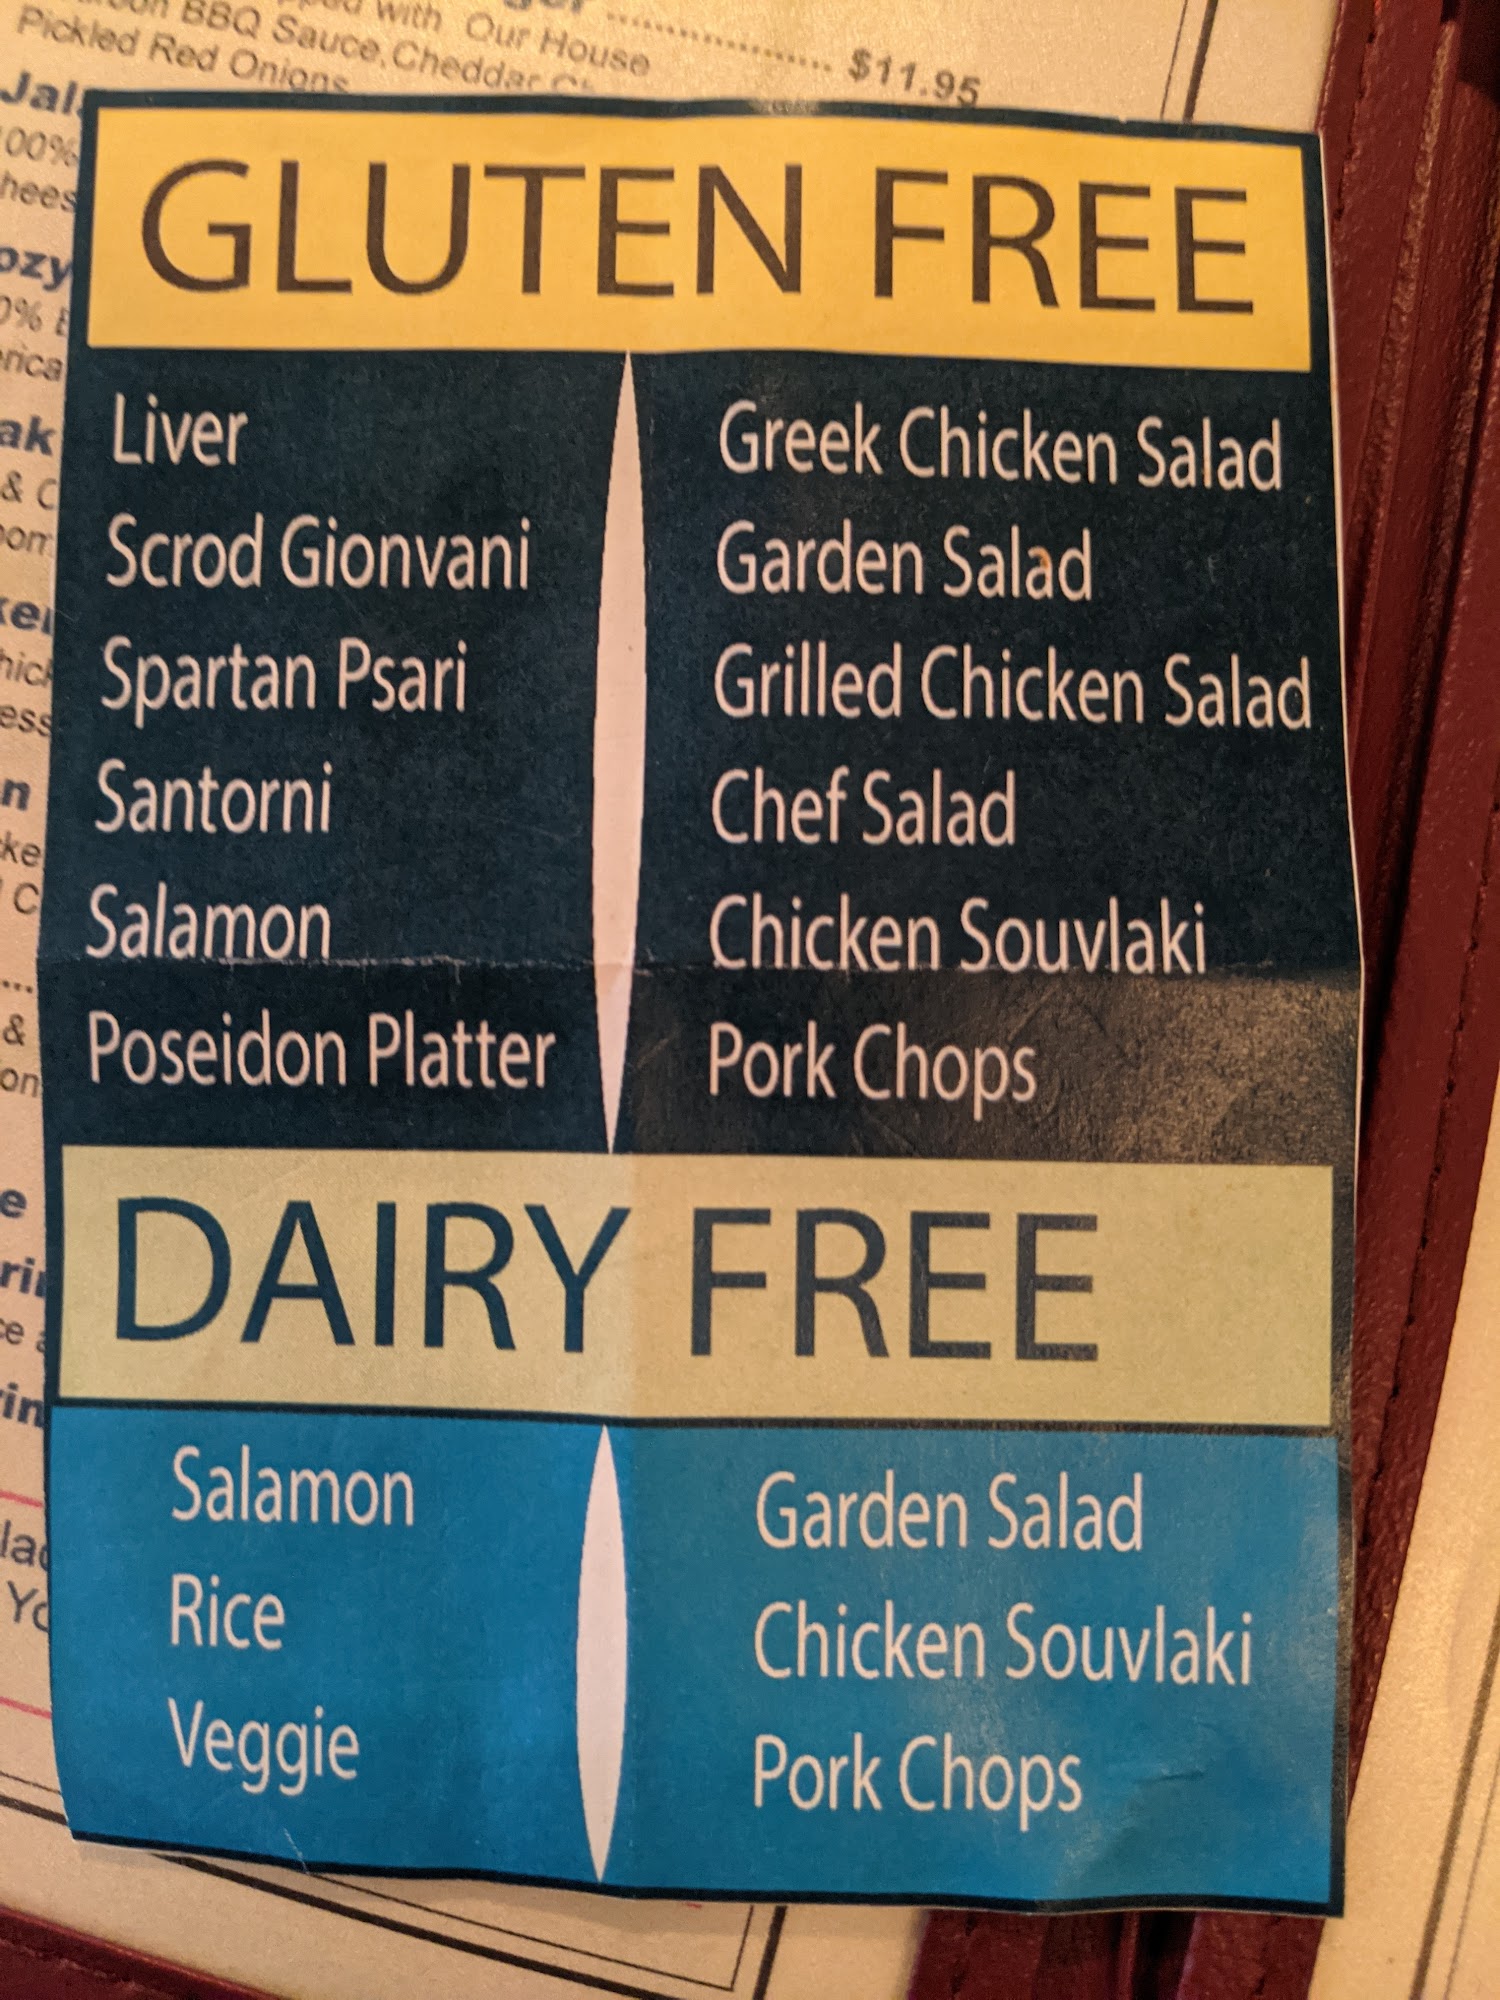 with Our House
BBQ Sauce, Cheddar
Pickled Red Onions
$11.95
GLUTEN FREE
Liver
Scrod Gionvani
Spartan Psari
Santorni
Salamon
Poseidon Platter
Greek Chicken Salad
Garden Salad
Grilled Chicken Salad
Chef Salad
Chicken Souvlaki
Pork Chops
DAIRY FREE
Salamon
Rice
Veggie
Garden Salad
Chicken Souvlaki
Pork Chops